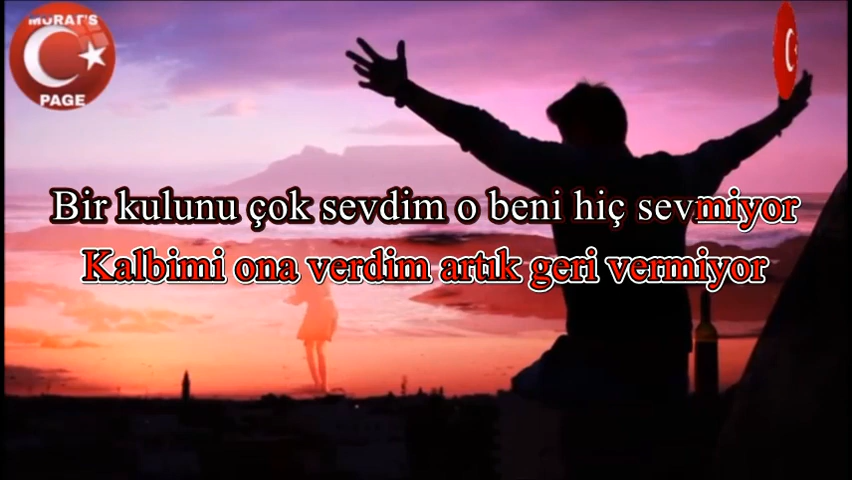 MURAT'S
PAGE
Bir kulunu çok sevdim o beni hiç sevmiyor
Kalbimi ona verdim artık geri vermiyor